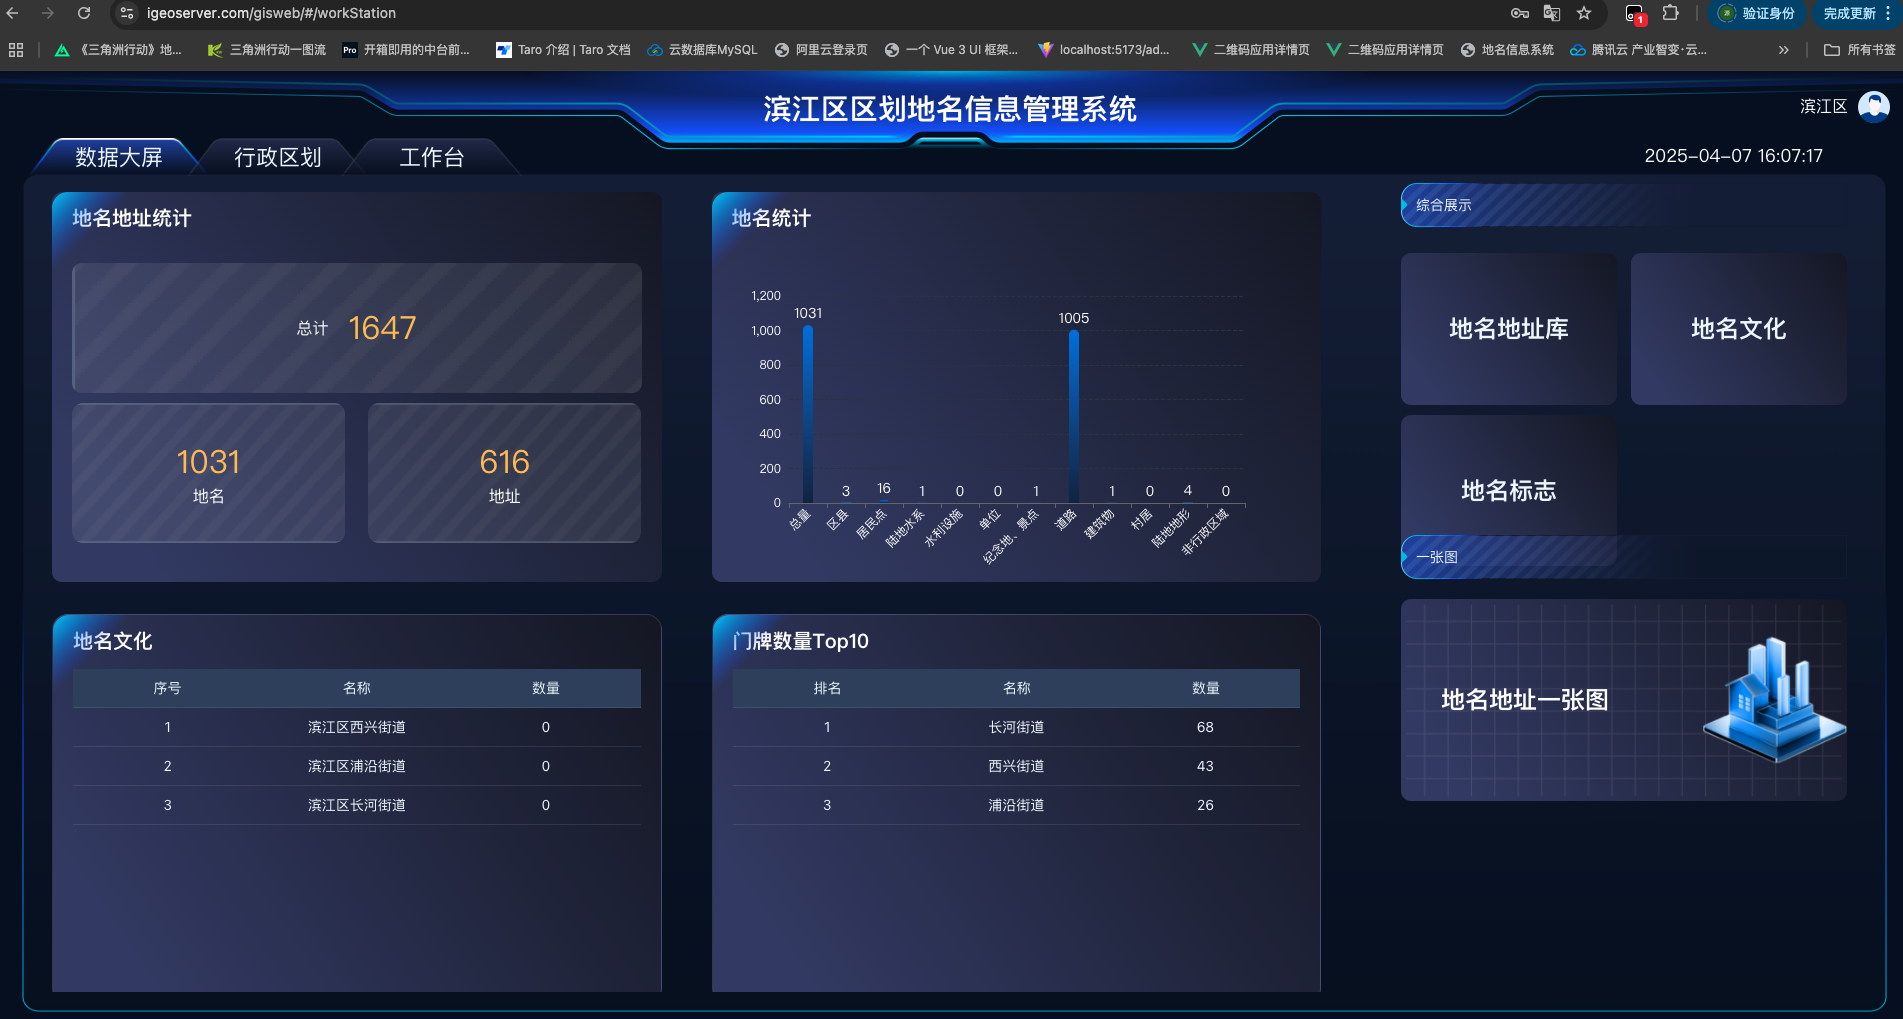 igeoserver.com/gisweb/#/workStation
1
验证身份
完成更新
《三角洲行动》地...
三角洲行动一图流
Pro 开箱即用的中台前...
Taro 介绍 | Taro 文档
云数据库MySQL
阿里云登录页
一个 Vue 3 UI 框架...
localhost:5173/ad...
二维码应用详情页
二维码应用详情页
地名信息系统
腾讯云 产业智变·云...
所有书签
滨江区区划地名信息管理系统
滨江区
数据大屏
行政区划
工作台
2025-04-07 16:07:17
地名地址统计
总计 1647
1031
地名
616
地址
地名统计
1,200
1,000
800
600
400
200
0
1031
3
16
1
0
0
1
1005
1
0
4
0
总量
区县
居民点
陆地水系
水利设施
单位
纪念地、景点
道路
建筑物
村居
陆地地形
非行政区域
综合展示
地名地址库
地名文化
地名标志
一张图
地名地址一张图
地名文化
序号 名称 数量
1 滨江区西兴街道 0
2 滨江区浦沿街道 0
3 滨江区长河街道 0
门牌数量Top10
排名 名称 数量
1 长河街道 68
2 西兴街道 43
3 浦沿街道 26